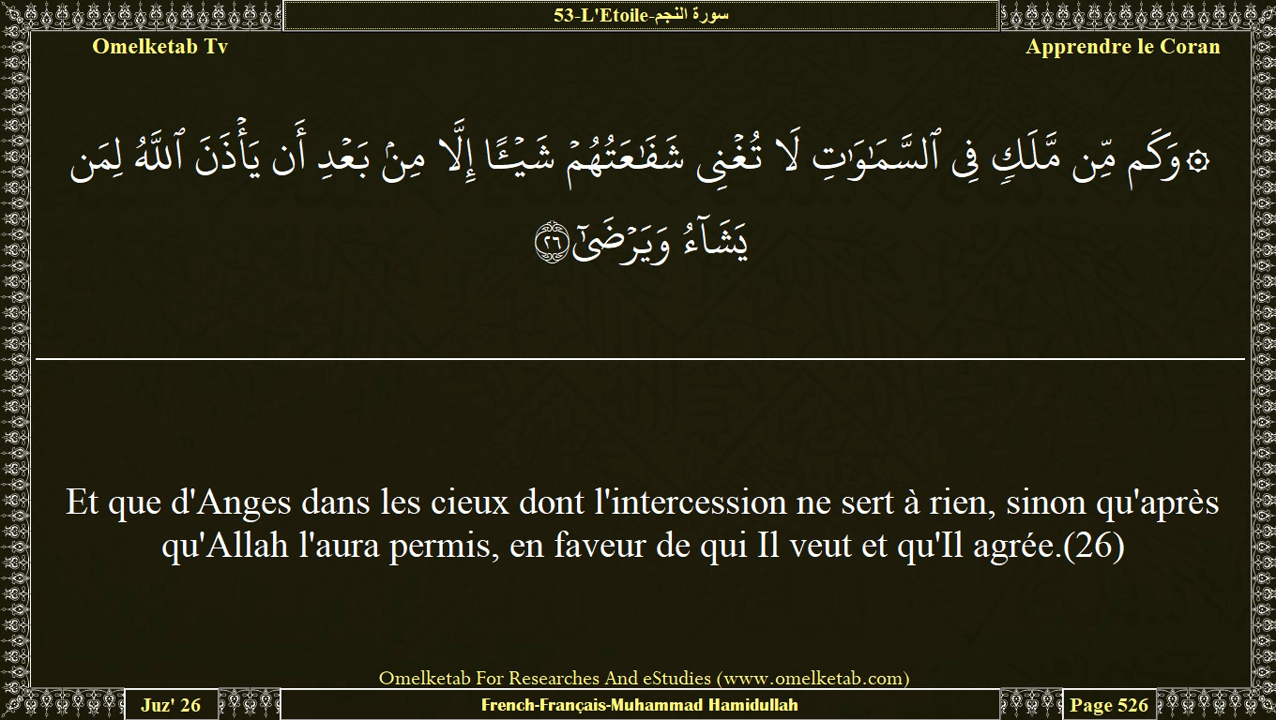 53-L'Etoile-سورة النجم
Omelketab Tv
Apprendre le Coran
۞وَكَم مِّن مَّلَكٖ فِي ٱلسَّمَٰوَٰتِ لَا تُغۡنِي شَفَٰعَتُهُمۡ شَيۡـًٔا إِلَّا مِنۢ بَعۡدِ أَن يَأۡذَنَ ٱللَّهُ لِمَن
يَشَآءُ وَيَرۡضَىٰٓ ٢٦
Et que d'Anges dans les cieux dont l'intercession ne sert à rien, sinon qu'après
qu'Allah l'aura permis, en faveur de qui Il veut et qu'Il agrée.(26)
Omelketab For Researches And eStudies (www.omelketab.com)
Juz' 26
French-Français-Muhammad Hamidullah
Page 526